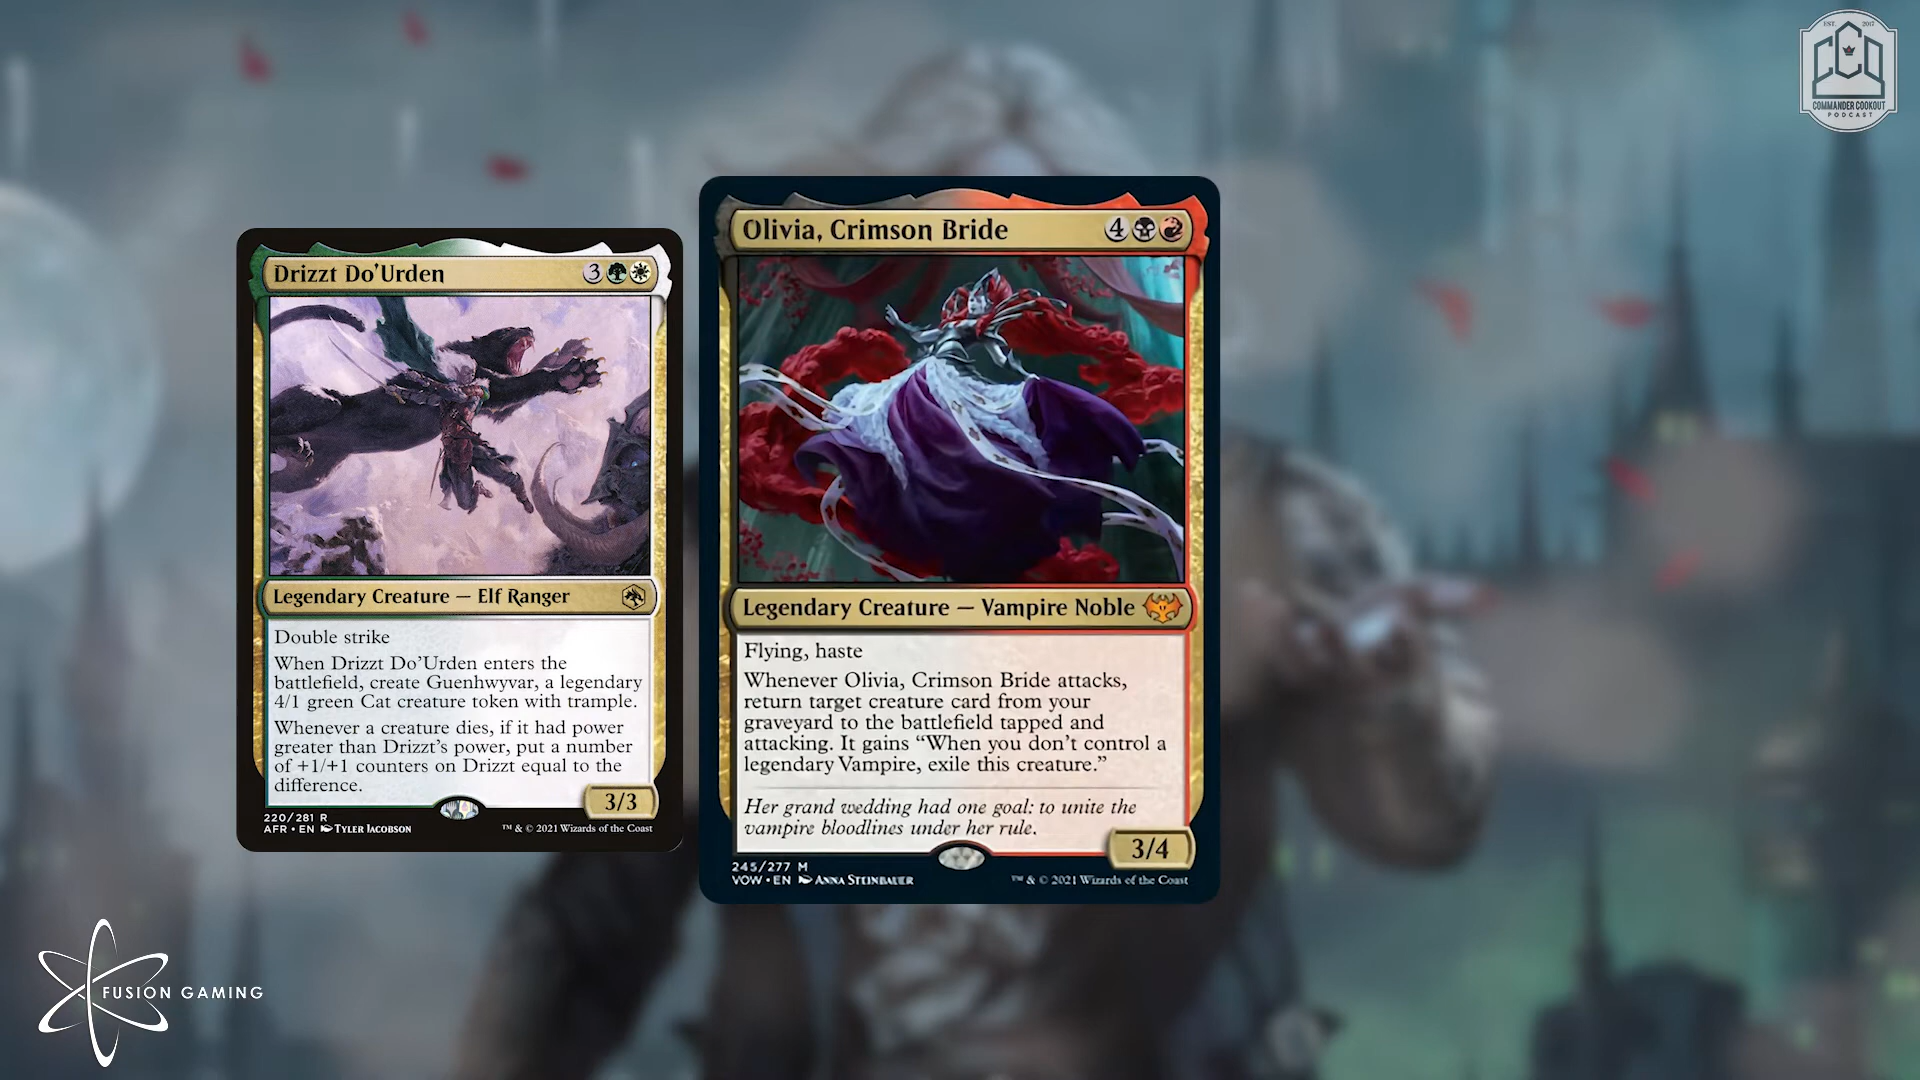 EST. 2017
CCO
COMMANDER COOKOUT
PODCAST
Drizzt Do'Urden 3
Legendary Creature — Elf Ranger
Double strike
When Drizzt Do'Urden enters the
battlefield, create Guenhwyvar, a legendary
4/1 green Cat creature token with trample.
Whenever a creature dies, if it had power
greater than Drizzt's power, put a number
of +1/+1 counters on Drizzt equal to the
difference.
3/3
220/281 R
AFR • EN Tyler Jacobson
™ & © 2021 Wizards of the Coast
Olivia, Crimson Bride 4
Legendary Creature — Vampire Noble
Flying, haste
Whenever Olivia, Crimson Bride attacks,
return target creature card from your
graveyard to the battlefield tapped and
attacking. It gains “When you don't control a
legendary Vampire, exile this creature.”
Her grand wedding had one goal: to unite the
vampire bloodlines under her rule.
3/4
245/277 M
VOW • EN Anna Steinbauer
™ & © 2021 Wizards of the Coast
FUSION GAMING